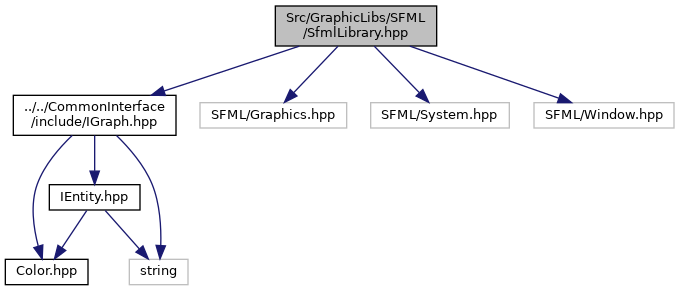 Src/GraphicLibs/SFML
/SfmlLibrary.hpp
../../CommonInterface
/include/IGraph.hpp
SFML/Graphics.hpp
SFML/System.hpp
SFML/Window.hpp
IEntity.hpp
Color.hpp
string